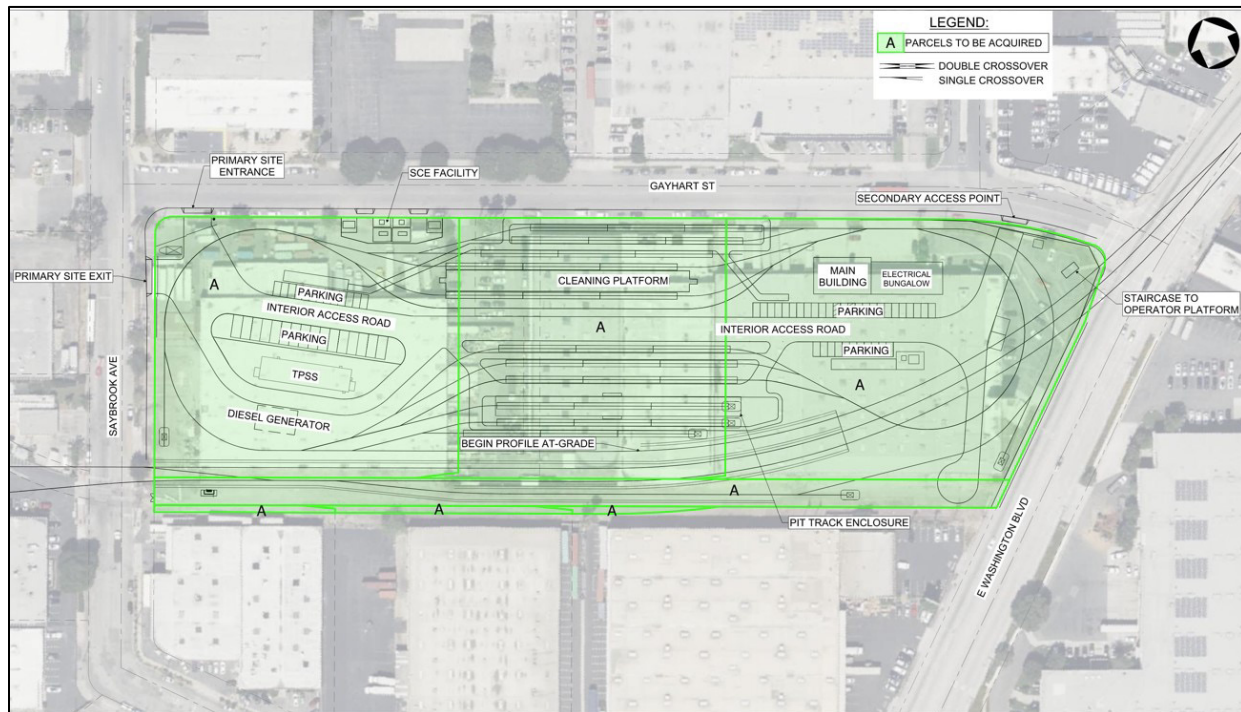 LEGEND:
A PARCELS TO BE ACQUIRED
DOUBLE CROSSOVER
SINGLE CROSSOVER
PRIMARY SITE
ENTRANCE
SCE FACILITY
GAYHART ST
SECONDARY ACCESS POINT
PRIMARY SITE EXIT
A
PARKING
INTERIOR ACCESS ROAD
PARKING
TPSS
DIESEL GENERATOR
SAYBROOK AVE
CLEANING PLATFORM
A
BEGIN PROFILE AT-GRADE
MAIN
BUILDING
ELECTRICAL
BUNGALOW
PARKING
INTERIOR ACCESS ROAD
PARKING
A
STAIRCASE TO
OPERATOR PLATFORM
A
A
A
A
PIT TRACK ENCLOSURE
E WASHINGTON BLVD